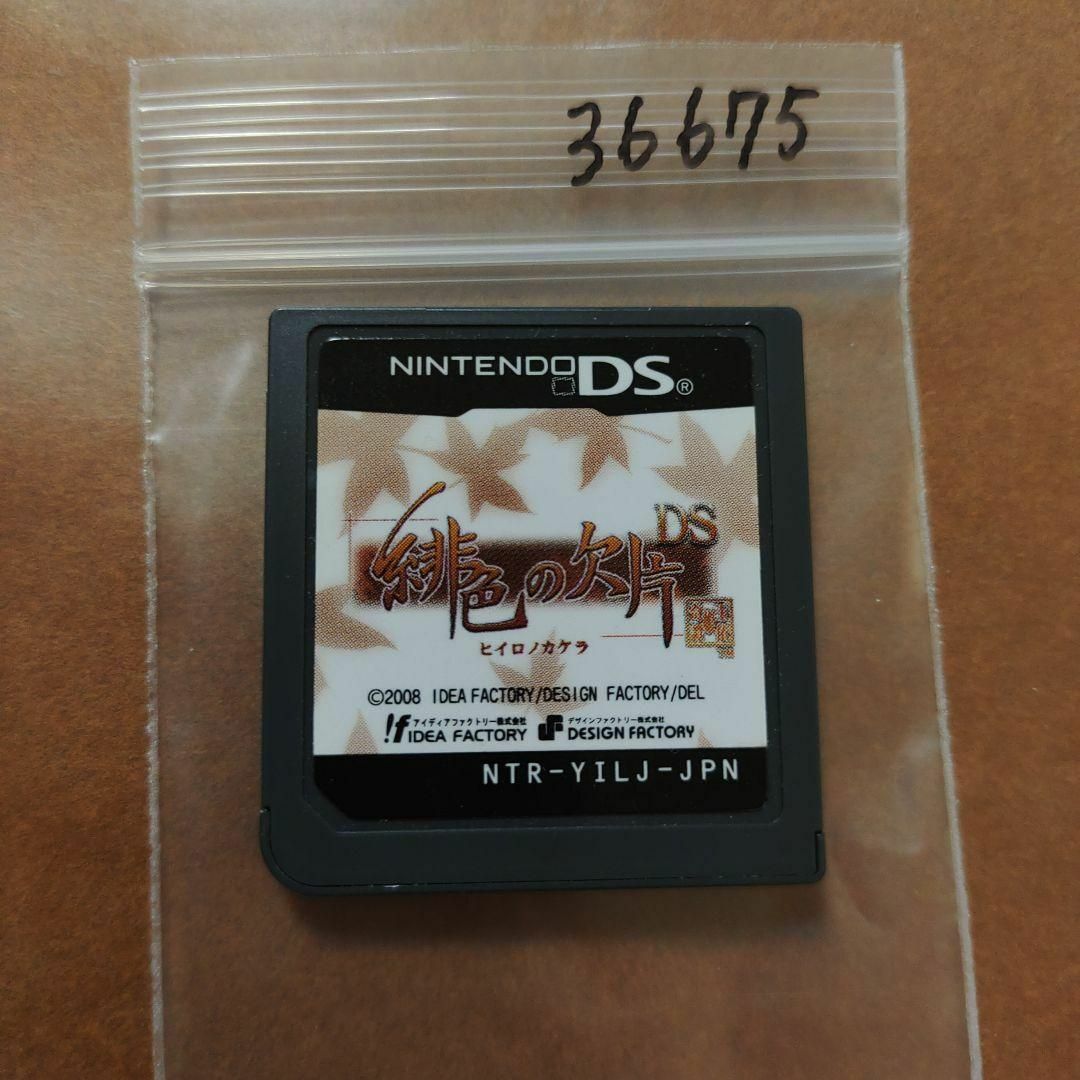 36675
NINTENDO DS®
緋色の欠片 DS
ヒイロノカケラ
©2008 IDEA FACTORY/DESIGN FACTORY/DEL
アイディアファクトリー株式会社 デザインファクトリー株式会社
IDEA FACTORY DESIGN FACTORY
NTR-YILJ-JPN